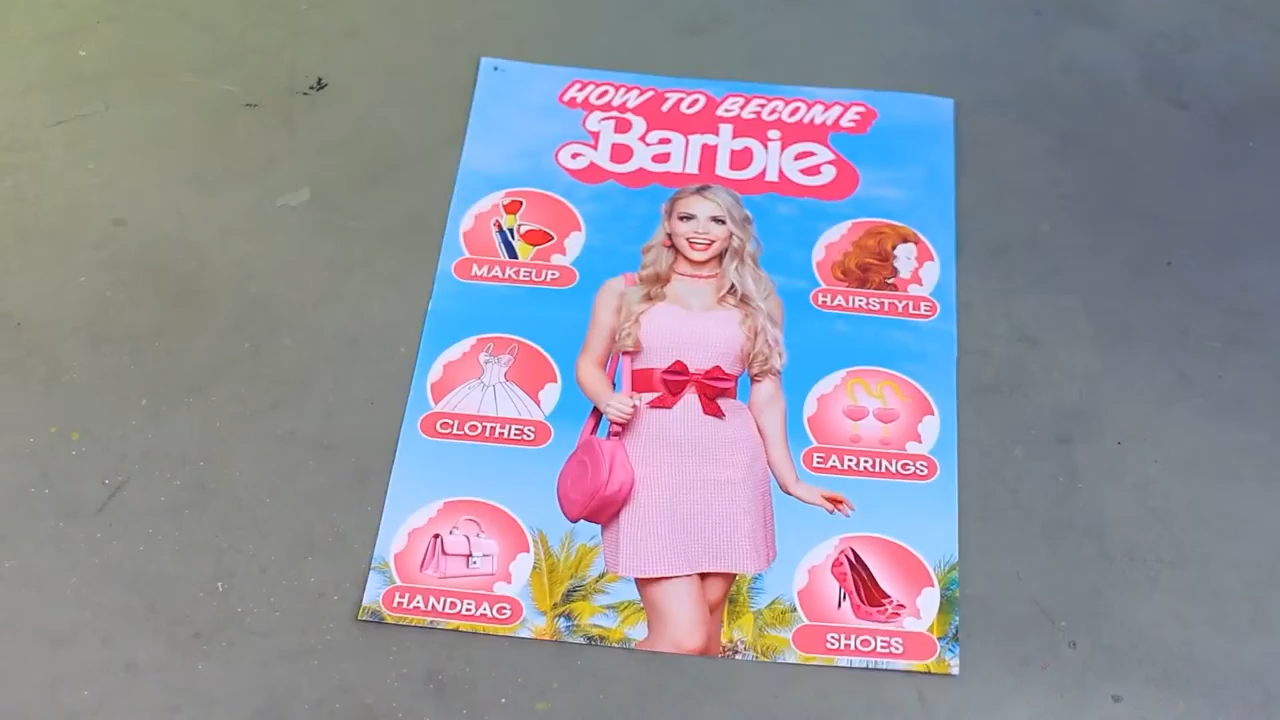 HOW TO BECOME
Barbie
MAKEUP
HAIRSTYLE
CLOTHES
EARRINGS
HANDBAG
SHOES